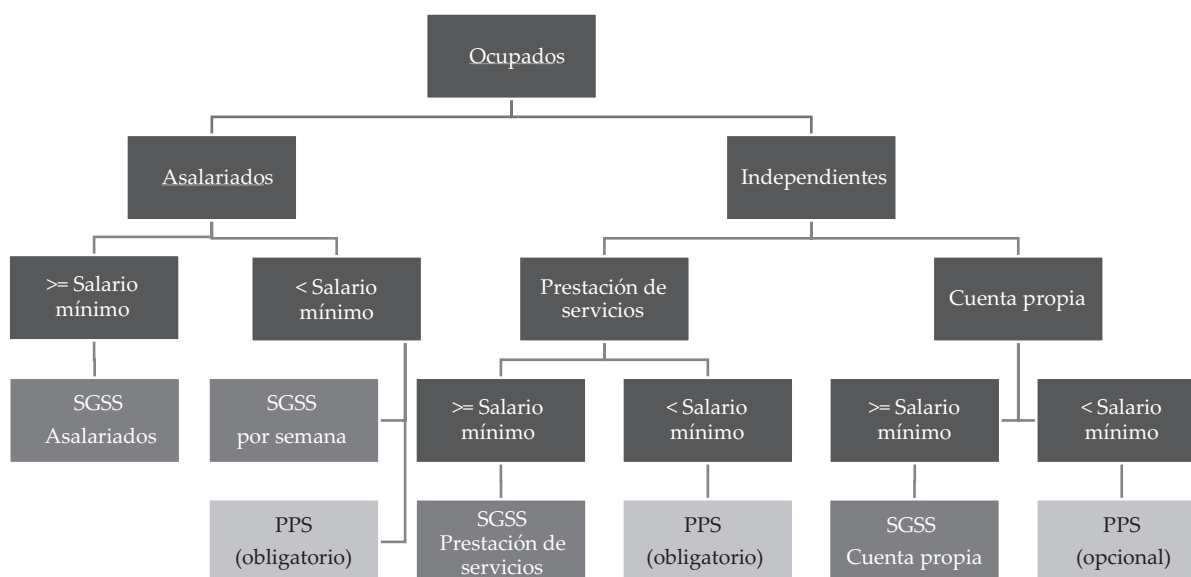 Ocupados
Asalariados
Independientes
>= Salario
mínimo
< Salario
mínimo
Prestación de
servicios
Cuenta propia
SGSS
Asalariados
SGSS
por semana
>= Salario
mínimo
< Salario
mínimo
>= Salario
mínimo
< Salario
mínimo
PPS
(obligatorio)
SGSS
Prestación de
servicios
PPS
(obligatorio)
SGSS
Cuenta propia
PPS
(opcional)